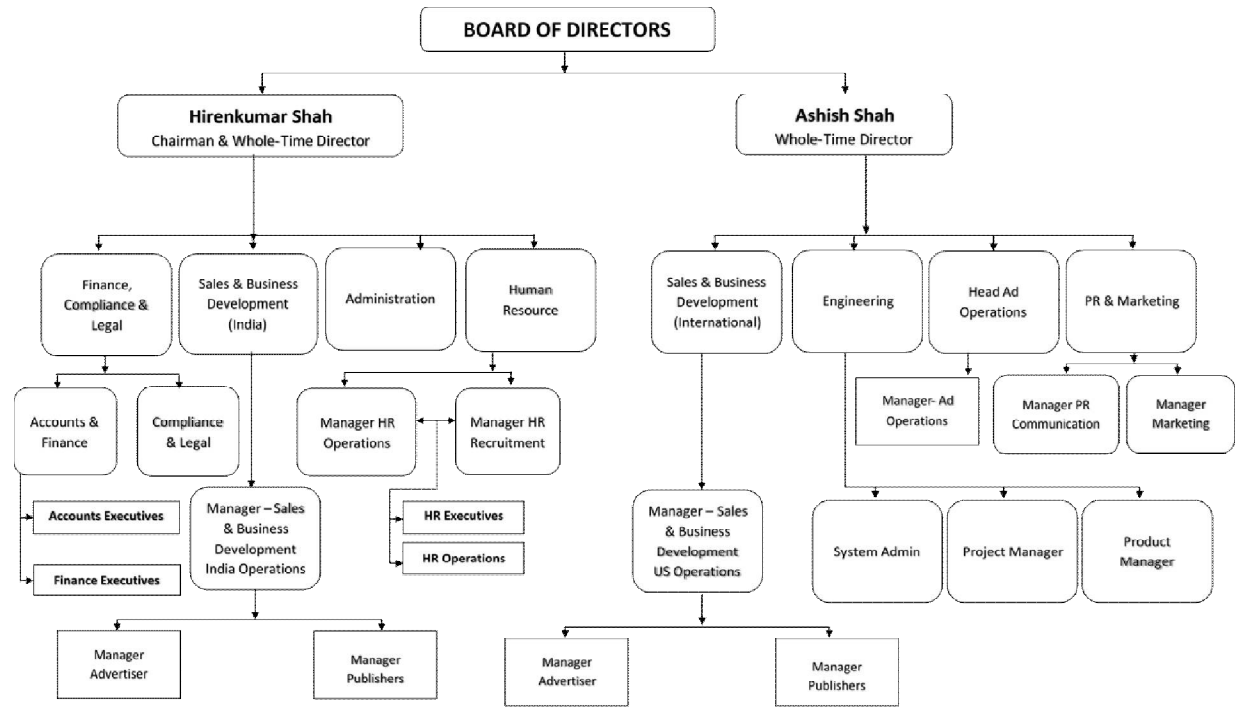 BOARD OF DIRECTORS
Hirenkumar Shah
Chairman & Whole-Time Director
Ashish Shah
Whole-Time Director
Finance,
Compliance &
Legal
Sales & Business
Development
(India)
Administration
Human
Resource
Sales & Business
Development
(International)
Engineering
Head Ad
Operations
PR & Marketing
Accounts &
Finance
Compliance
& Legal
Manager HR
Operations
Manager HR
Recruitment
Manager- Ad
Operations
Manager PR
Communication
Manager
Marketing
Accounts Executives
Finance Executives
Manager – Sales
& Business
Development
India Operations
HR Executives
HR Operations
Manager – Sales
& Business
Development
US Operations
System Admin
Project Manager
Product
Manager
Manager
Advertiser
Manager
Publishers
Manager
Advertiser
Manager
Publishers